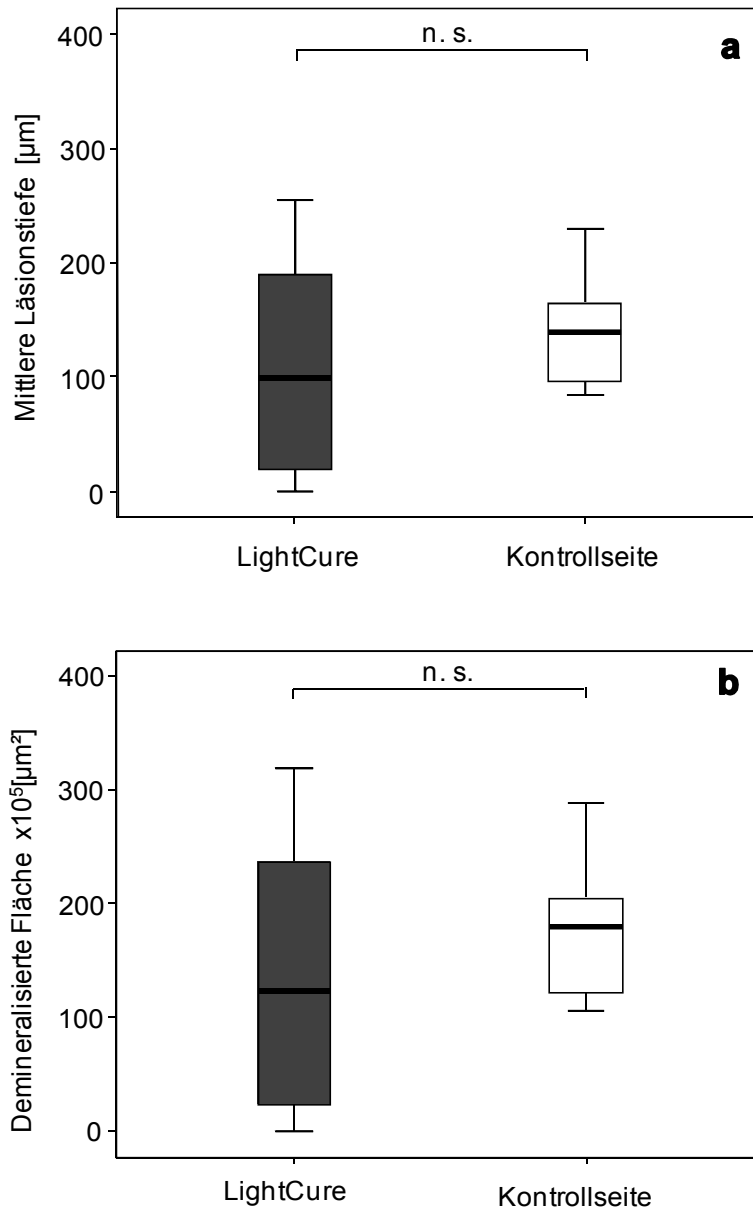 400
n. s.
a
300
200
100
0
Mittlere Läsionstiefe [µm]
LightCure Kontrollseite
400
n. s.
b
300
200
100
0
Demineralisierte Fläche x10⁵[µm²]
LightCure Kontrollseite